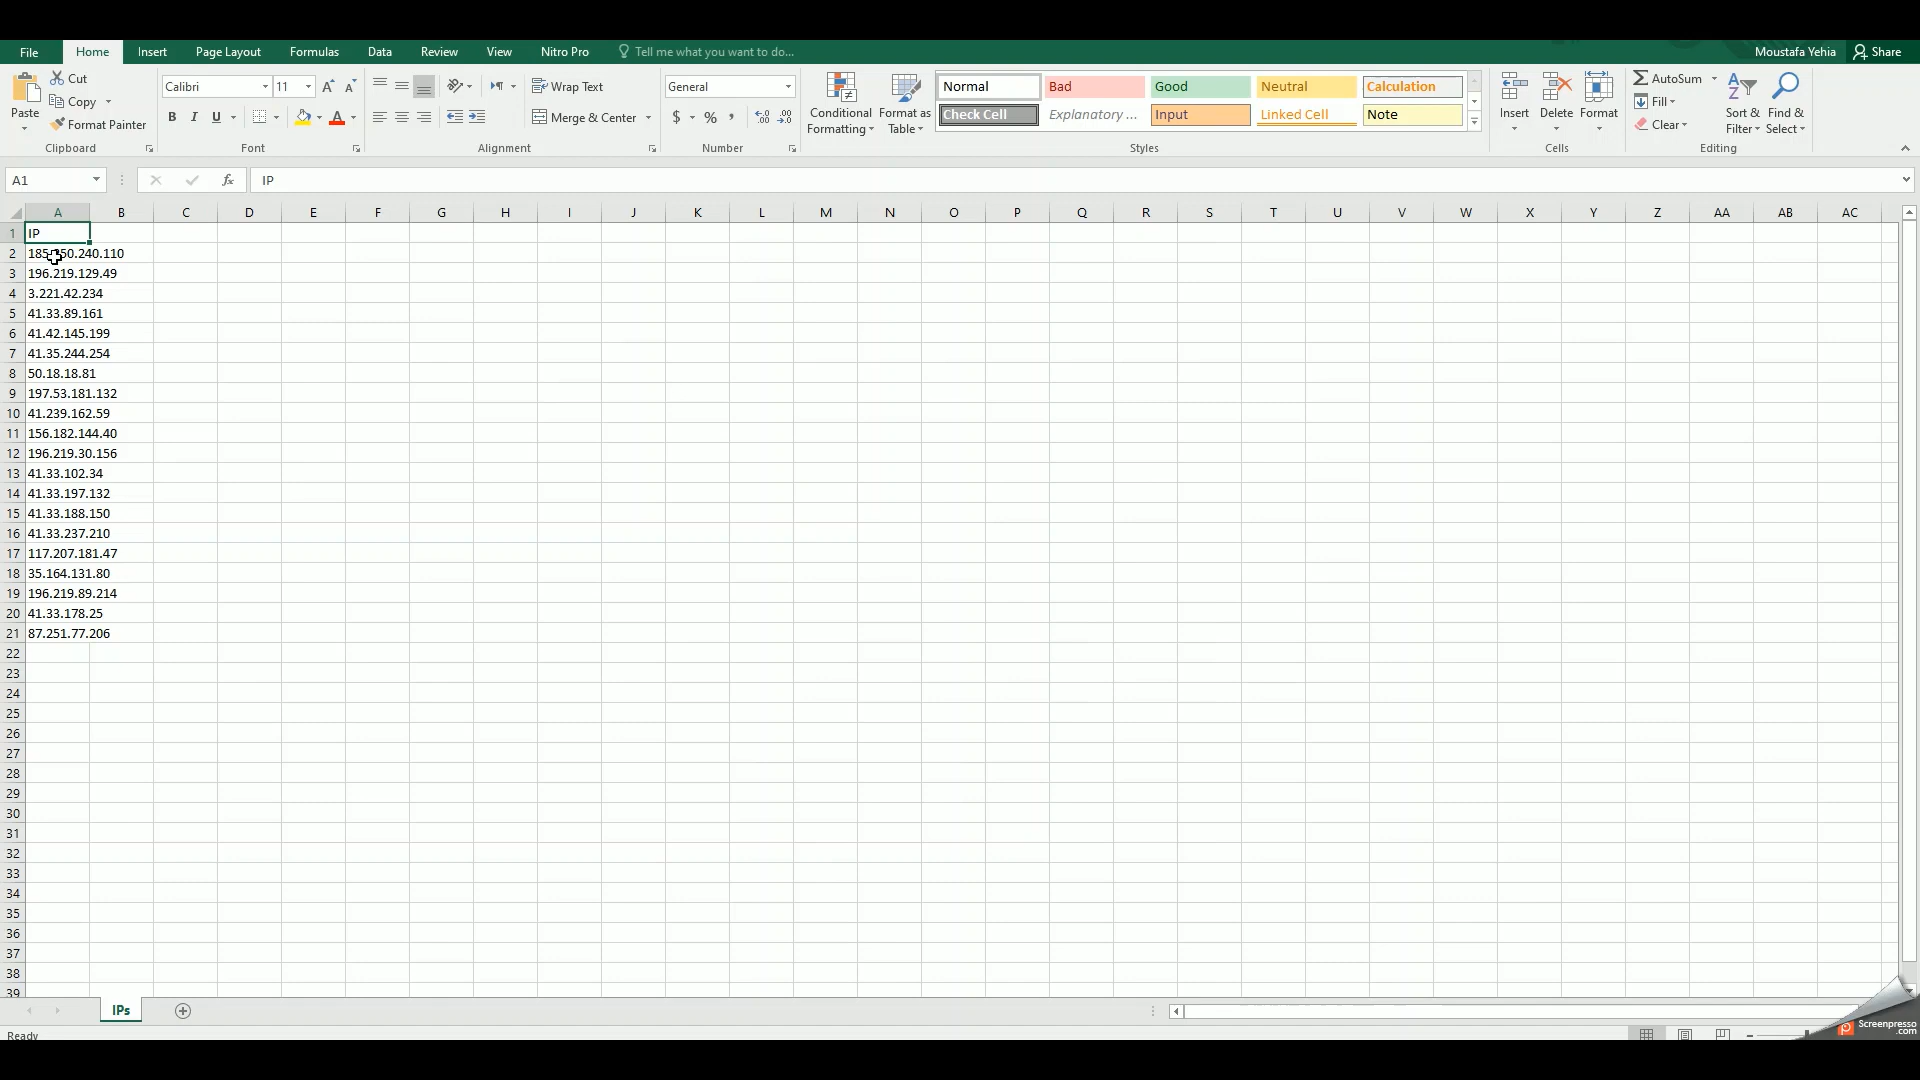 File Home Insert Page Layout Formulas Data Review View Nitro Pro Tell me what you want to do... Moustafa Yehia Share
Paste
Cut
Copy
Format Painter
Clipboard
Calibri 11 A A
B I U A
Font
Wrap Text
Merge & Center
Alignment
General
$ % ,
Number
Conditional Formatting
Format as Table
Normal Bad Good Neutral Calculation
Check Cell Explanatory ... Input Linked Cell Note
Styles
Insert Delete Format
Cells
AutoSum
Fill
Clear
Sort & Filter
Find & Select
Editing
A1 fx IP
A B C D E F G H I J K L M N O P Q R S T U V W X Y Z AA AB AC
1 IP
2
3 196.219.129.49
4 3.221.42.234
5 41.33.89.161
6 41.42.145.199
7 41.35.244.254
8 50.18.18.81
9 197.53.181.132
10 41.239.162.59
11 156.182.144.40
12 196.219.30.156
13 41.33.102.34
14 41.33.197.132
15 41.33.188.150
16 41.33.237.210
17 117.207.181.47
18 35.164.131.80
19 196.219.89.214
20 41.33.178.25
21 87.251.77.206
22
23
24
25
26
27
28
29
30
31
32
33
34
35
36
37
38
39
IPs
Ready
Screenpresso
.com